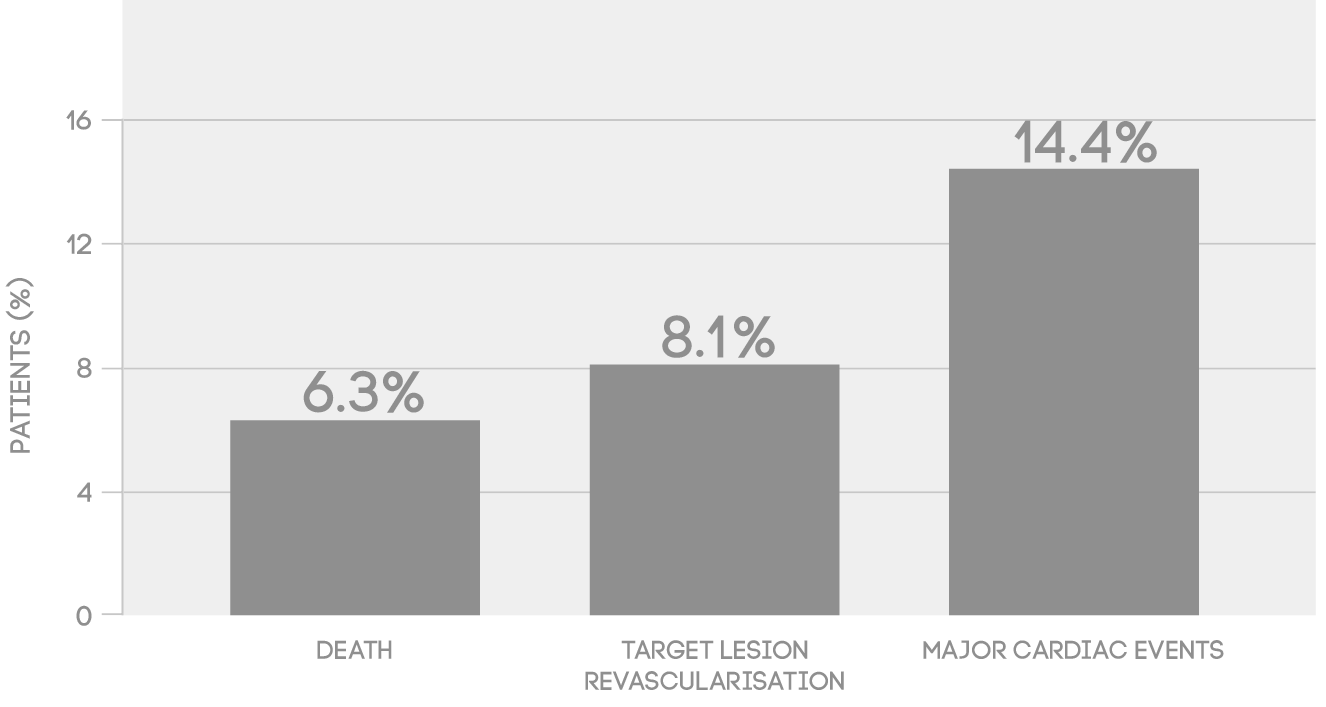 PATIENTS (%)
16
12
8
4
0
6.3%
8.1%
14.4%
DEATH
TARGET LESION
REVASCULARISATION
MAJOR CARDIAC EVENTS